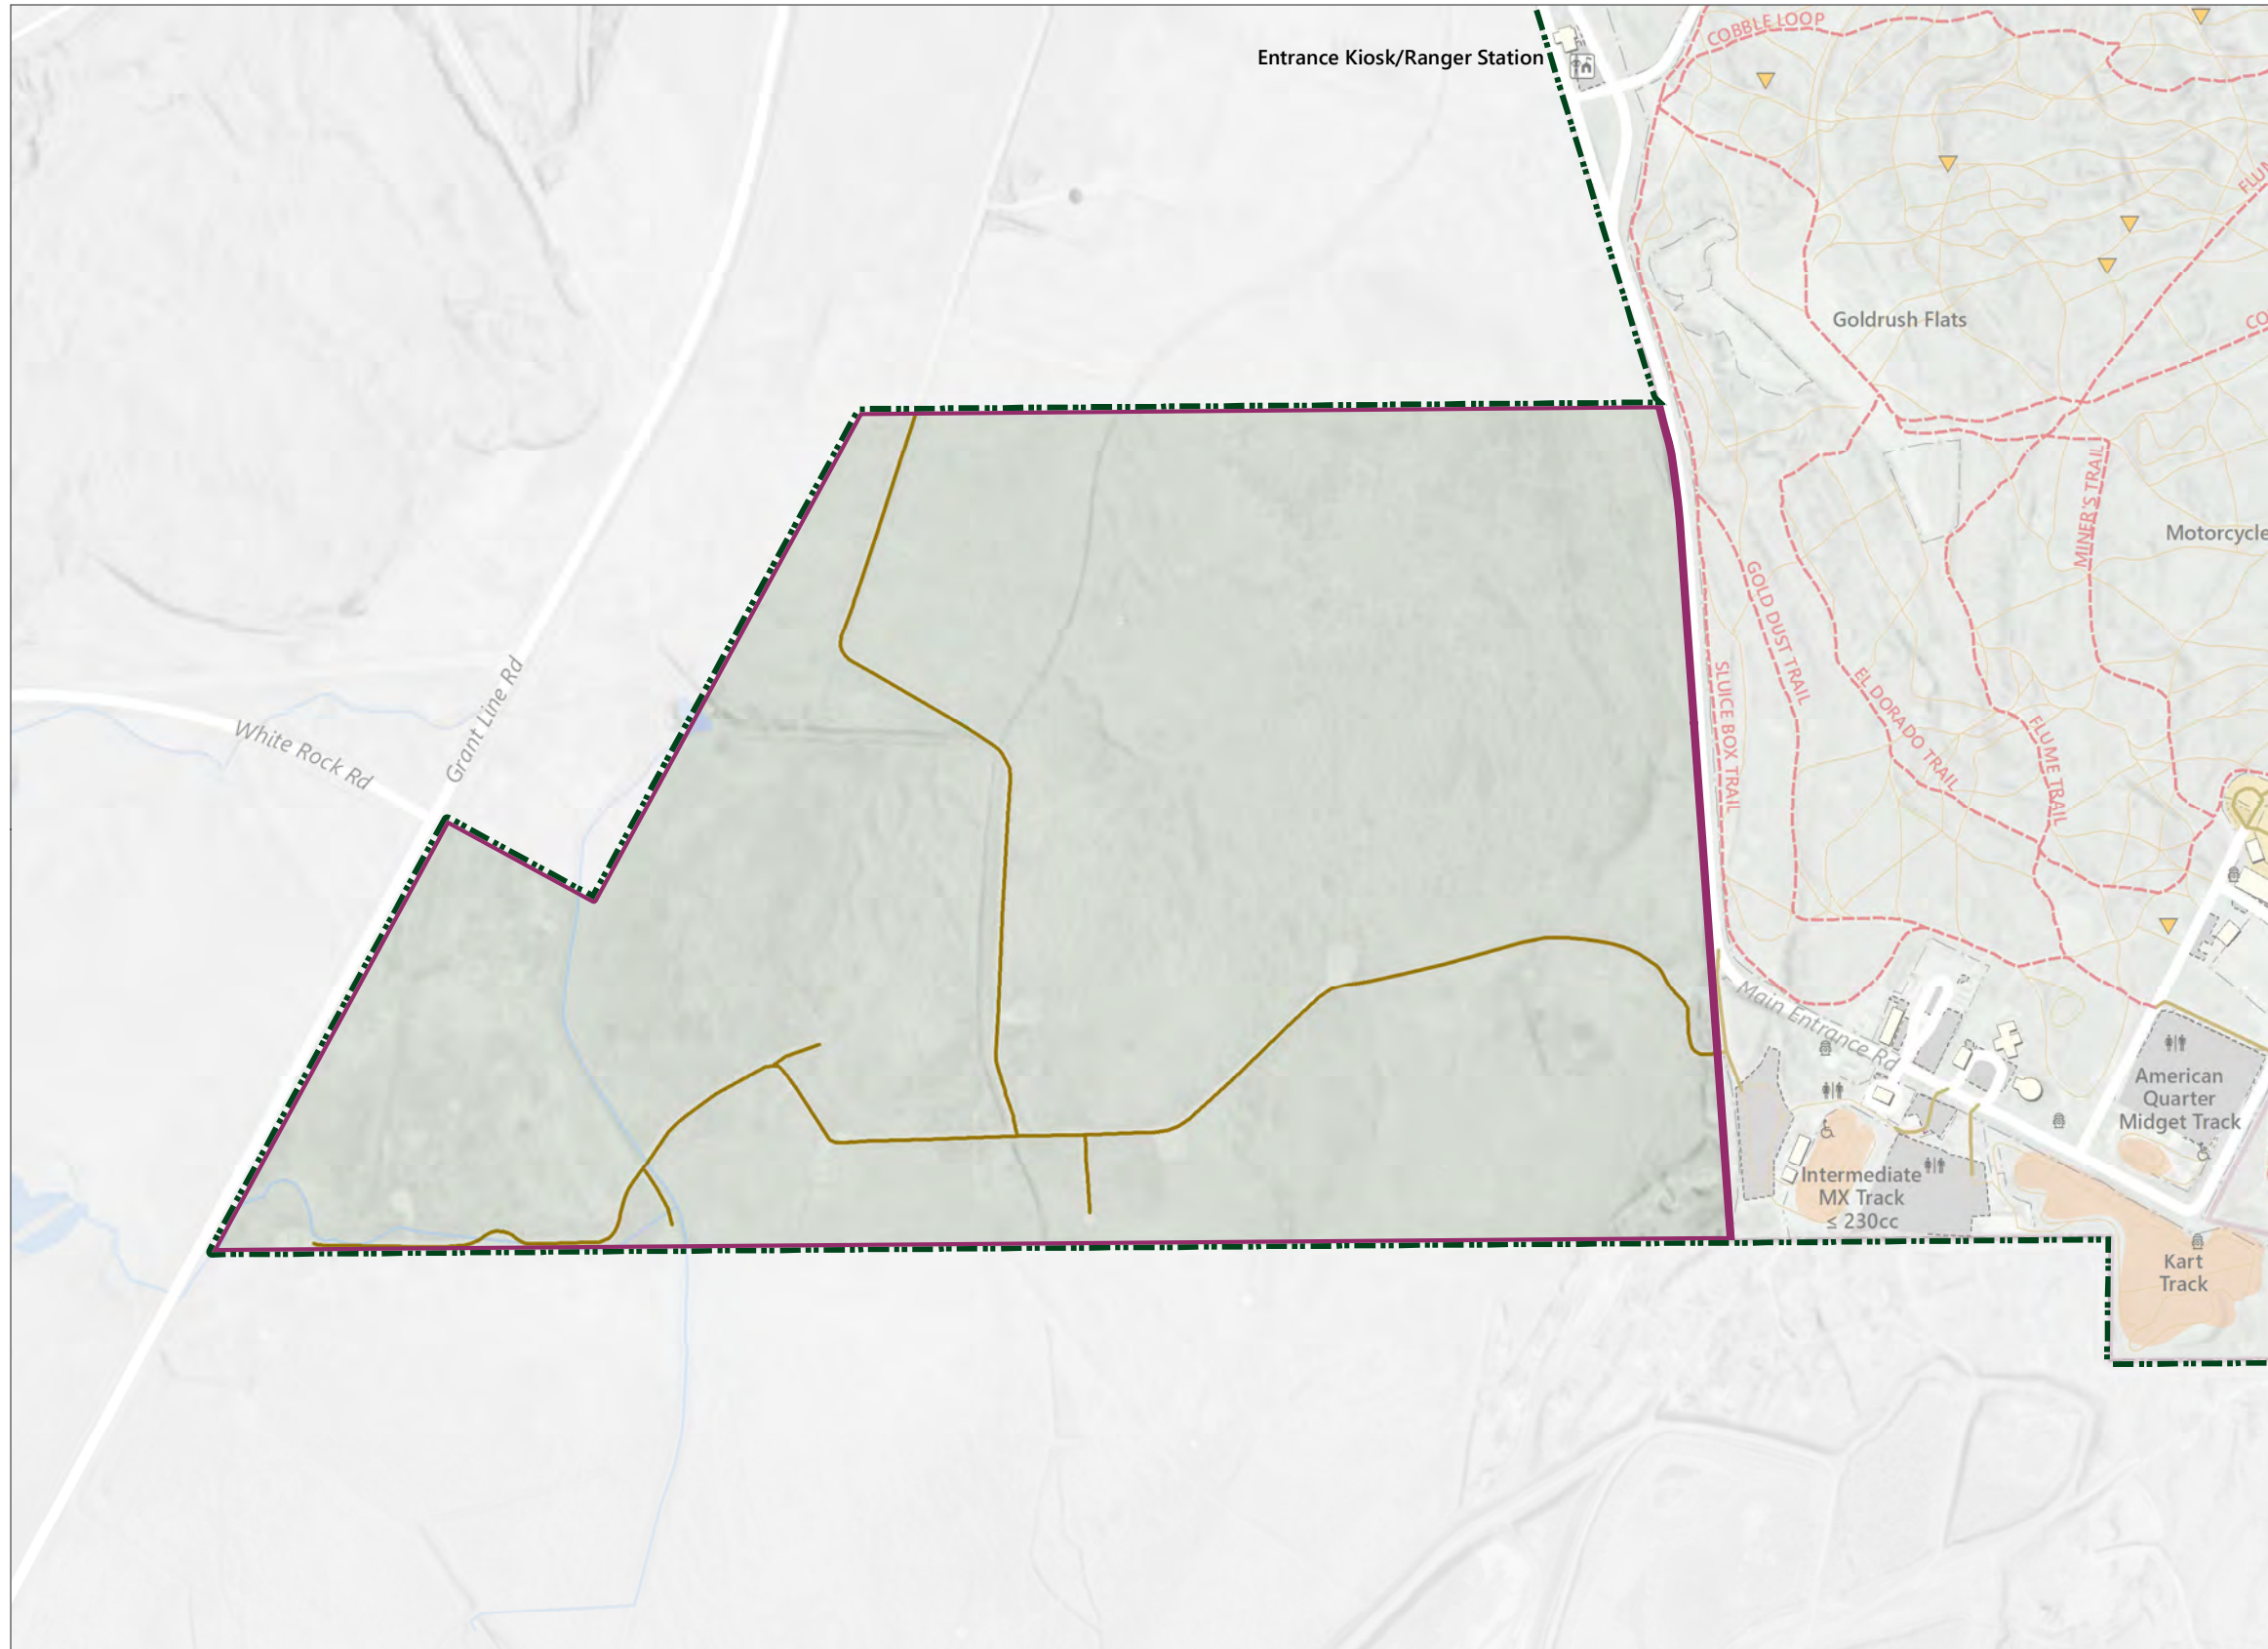 COBBLE LOOP
Entrance Kiosk/Ranger Station
FLU
Goldrush Flats
CO
MINER'S TRAIL
Motorcycle
GOLD DUST TRAIL
SLUICE BOX TRAIL
EL DORADO TRAIL
FLUME TRAIL
Grant Line Rd
White Rock Rd
Main Entrance Rd
American
Quarter
Midget Track
Intermediate
MX Track
≤ 230cc
Kart
Track